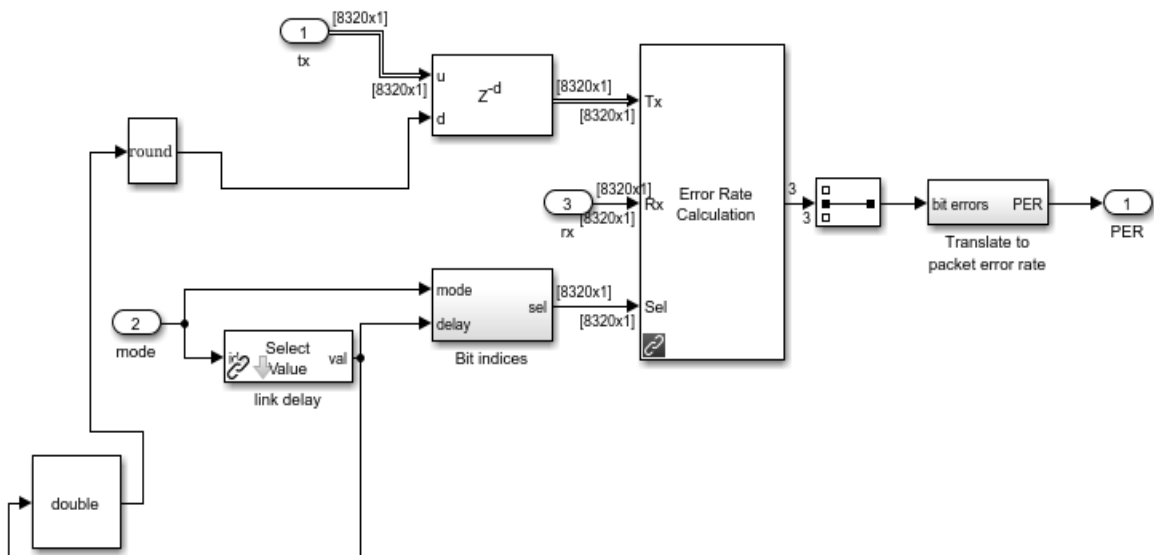 [8320x1]
1
tx
[8320x1]
u
d
Z-d
[8320x1]
[8320x1]
Tx
round
[8320x1]
3
rx
[8320x1]
Rx
Error Rate
Calculation
3
3
bit errors
PER
Translate to
packet error rate
1
PER
2
mode
mode
delay
sel
Bit indices
[8320x1]
[8320x1]
Sel
Select
Value
val
link delay
double